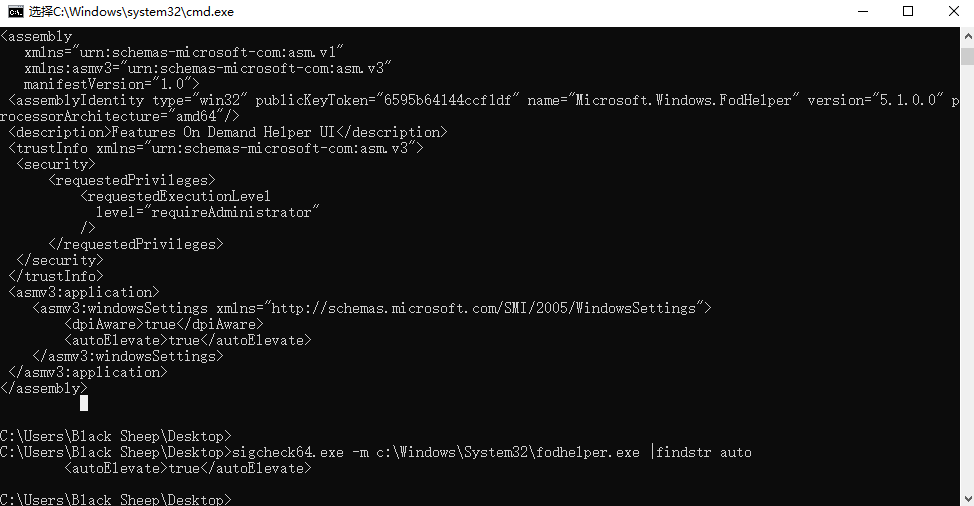 选择C:\Windows\system32\cmd.exe
<assembly
   xmlns="urn:schemas-microsoft-com:asm.v1"
   xmlns:asmv3="urn:schemas-microsoft-com:asm.v3"
   manifestVersion="1.0">
 <assemblyIdentity type="win32" publicKeyToken="6595b64144ccf1df" name="Microsoft.Windows.FodHelper" version="5.1.0.0" p
rocessorArchitecture="amd64"/>
 <description>Features On Demand Helper UI</description>
 <trustInfo xmlns="urn:schemas-microsoft-com:asm.v3">
  <security>
      <requestedPrivileges>
          <requestedExecutionLevel
            level="requireAdministrator"
          />
      </requestedPrivileges>
  </security>
 </trustInfo>
 <asmv3:application>
    <asmv3:windowsSettings xmlns="http://schemas.microsoft.com/SMI/2005/WindowsSettings">
        <dpiAware>true</dpiAware>
        <autoElevate>true</autoElevate>
    </asmv3:windowsSettings>
 </asmv3:application>
</assembly>
C:\Users\Black Sheep\Desktop>
C:\Users\Black Sheep\Desktop>sigcheck64.exe -m c:\Windows\System32\fodhelper.exe |findstr auto
        <autoElevate>true</autoElevate>
C:\Users\Black Sheep\Desktop>